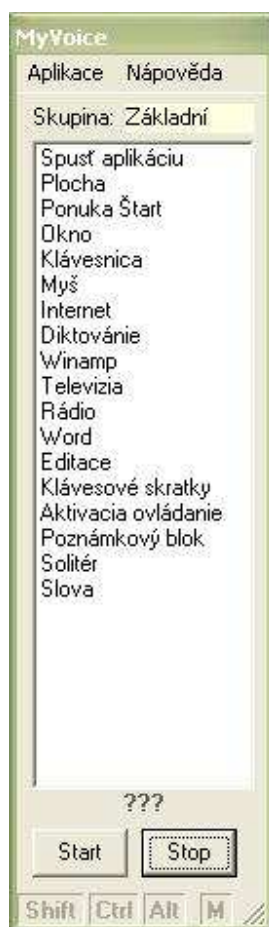 MyVoice
Aplikace Nápověda
Skupina: Základní
Spusť aplikáciu
Plocha
Ponuka Štart
Okno
Klávesnica
Myš
Internet
Diktovánie
Winamp
Televizia
Rádio
Word
Editace
Klávesové skratky
Aktivacia ovládanie
Poznámkový blok
Solitér
Slova
???
Start Stop
Shift Ctrl Alt M